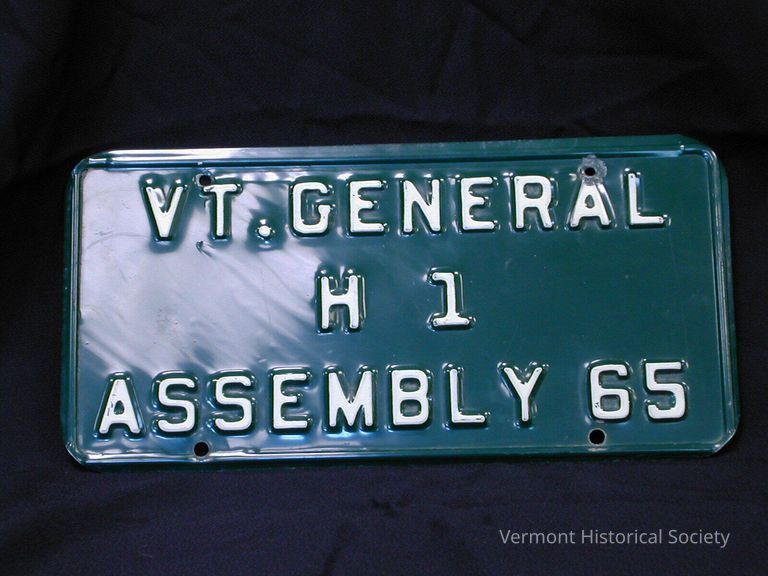 VT. GENERAL
H 1
ASSEMBLY 65
Vermont Historical Society